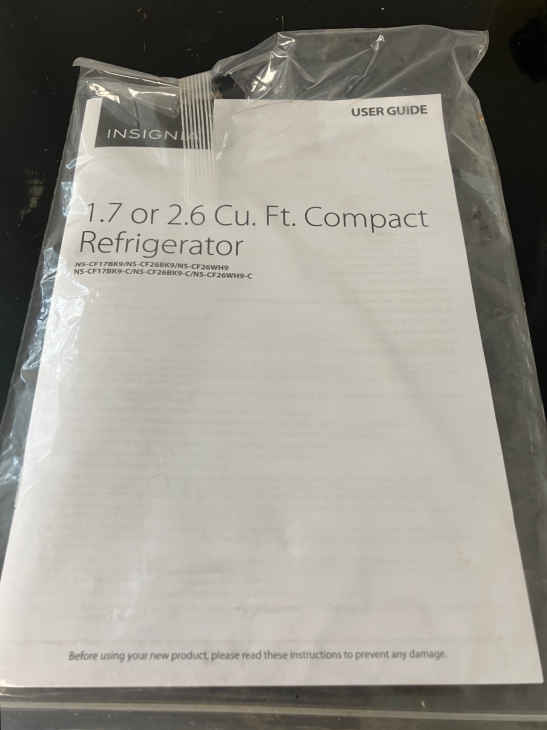 USER GUIDE
INSIGNIA
1.7 or 2.6 Cu. Ft. Compact
Refrigerator
NS-CF17BK9/NS-CF26BK9/NS-CF26WH9
NS-CF17BK9-C/NS-CF26BK9-C/NS-CF26WH9-C
Before using your new product, please read these instructions to prevent any damage.